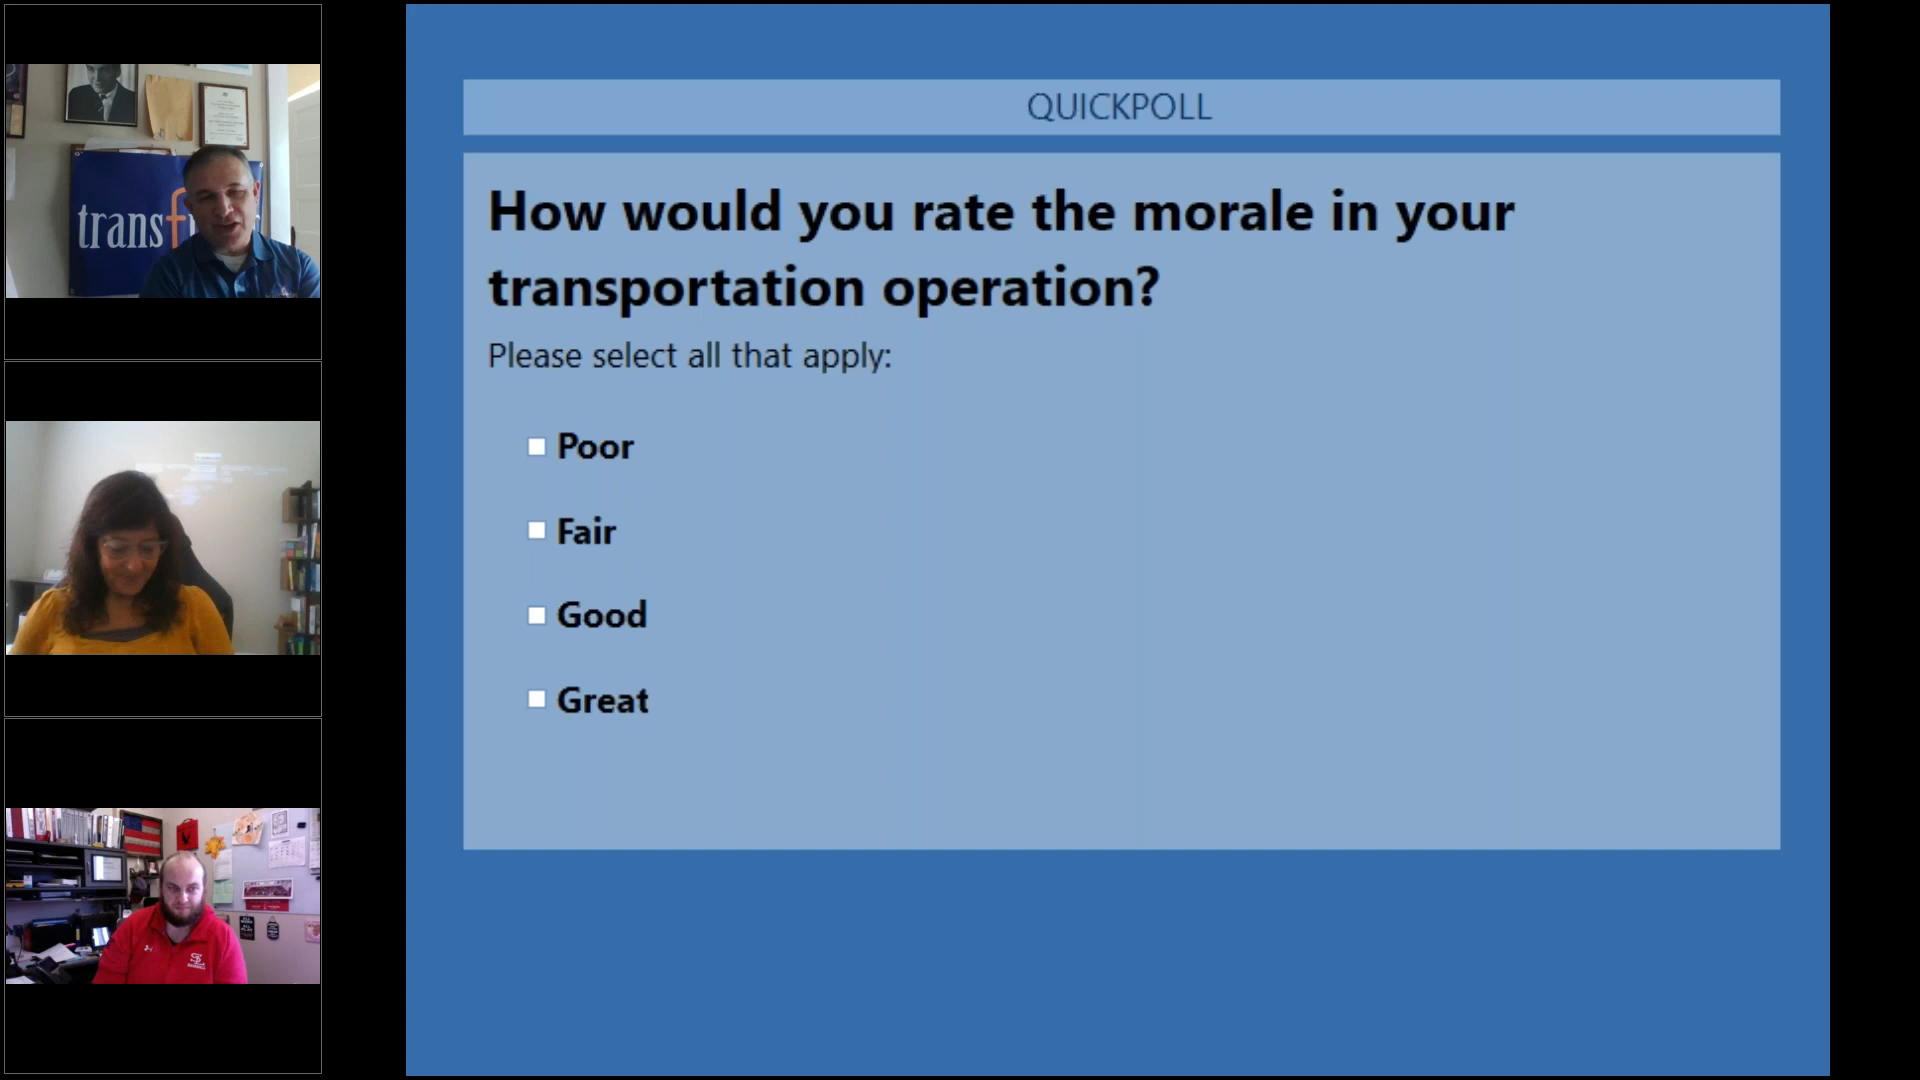 QUICKPOLL
How would you rate the morale in your
transportation operation?
Please select all that apply:
Poor
Fair
Good
Great
trans